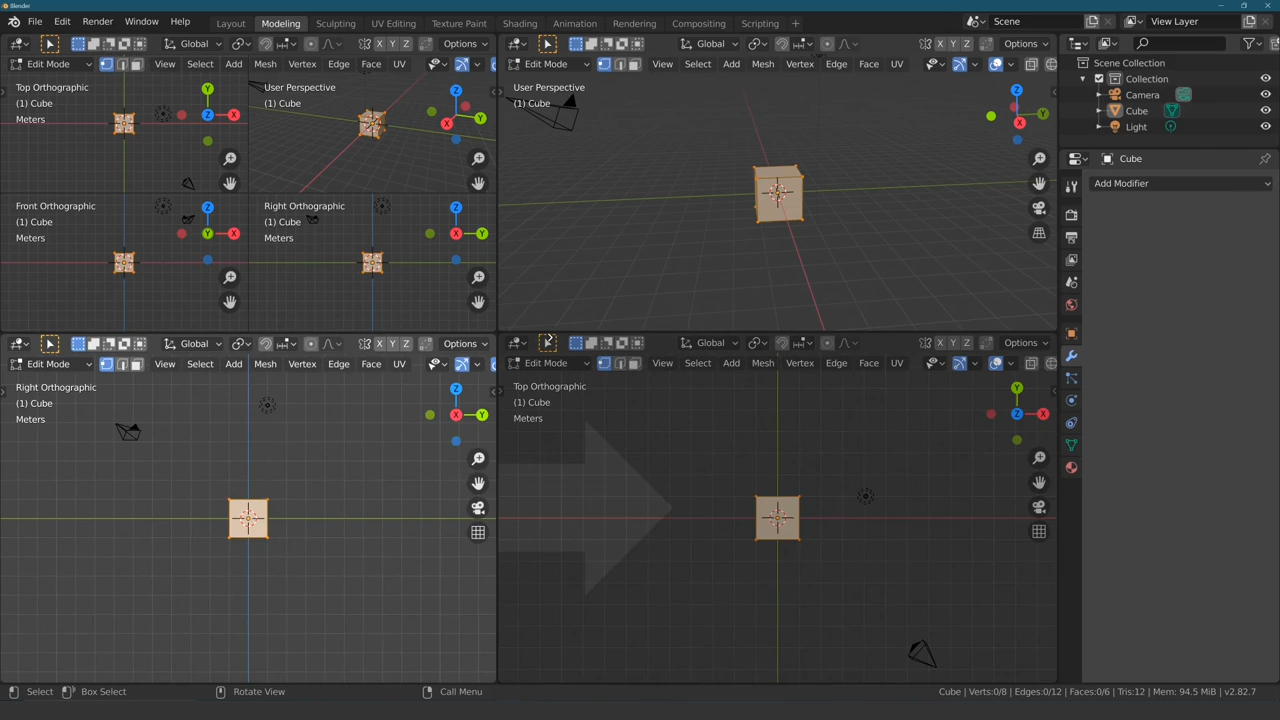 Blender
File Edit Render Window Help Layout Modeling Sculpting UV Editing Texture Paint Shading Animation Rendering Compositing Scripting + Scene View Layer
Global X Y Z Options
Edit Mode View Select Add Mesh Vertex Edge Face UV
Top Orthographic
(1) Cube
Meters
Y
Z
X
User Perspective
(1) Cube
Z
X
Y
Front Orthographic
(1) Cube
Meters
Z
Y
X
Right Orthographic
(1) Cube
Meters
Z
X
Y
Global X Y Z Options
Edit Mode View Select Add Mesh Vertex Edge Face UV
User Perspective
(1) Cube
Z
Y
X
Global X Y Z Options
Edit Mode View Select Add Mesh Vertex Edge Face UV
Right Orthographic
(1) Cube
Meters
Z
X
Y
Global X Y Z Options
Edit Mode View Select Add Mesh Vertex Edge Face UV
Top Orthographic
(1) Cube
Meters
Y
Z
X
Scene Collection
Collection
Camera
Cube
Light
Cube
Add Modifier
Select Box Select Rotate View Call Menu Cube | Verts:0/8 | Edges:0/12 | Faces:0/6 | Tris:12 | Mem: 94.5 MiB | v2.82.7